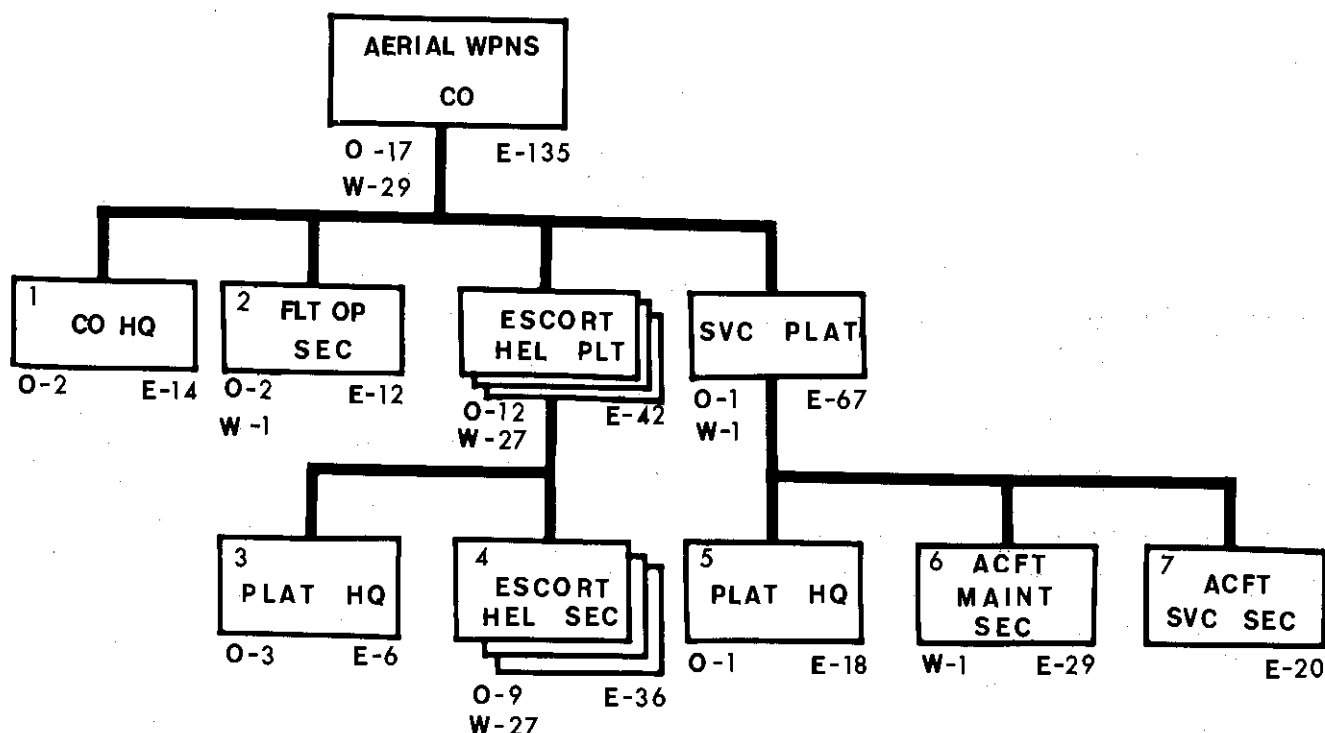 AERIAL WPNS
CO
O-17 E-135
W-29
1
CO HQ
O-2 E-14
2 FLT OP
SEC
O-2 E-12
W-1
ESCORT
HEL PLT
O-12 E-42
W-27
SVC PLAT
O-1 E-67
W-1
3
PLAT HQ
O-3 E-6
4
ESCORT
HEL SEC
O-9 E-36
W-27
5
PLAT HQ
O-1 E-18
6 ACFT
MAINT
SEC
W-1 E-29
7
ACFT
SVC SEC
E-20